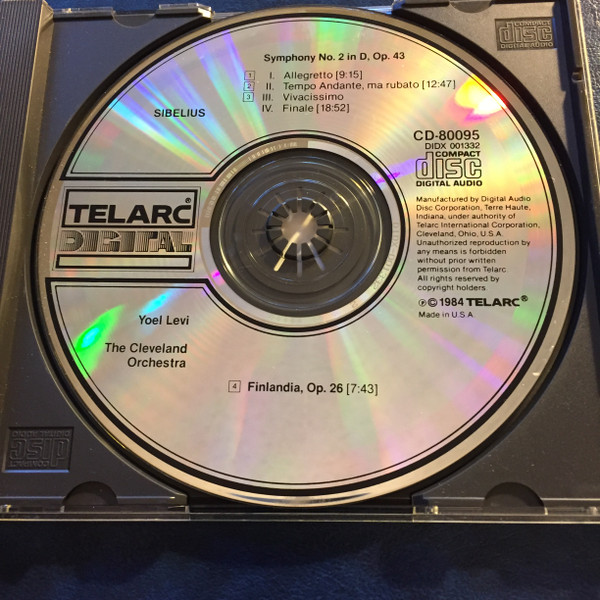 Symphony No. 2 in D, Op. 43
1 I. Allegretto [9:15]
2 II. Tempo Andante, ma rubato [12:47]
3 III. Vivacissimo
IV. Finale [18:52]
SIBELIUS
CD-80095
DIDX 001332
COMPACT
disc
DIGITAL AUDIO
TELARC®
DIGITAL
Manufactured by Digital Audio
Disc Corporation, Terre Haute,
Indiana, under authority of
Telarc International Corporation,
Cleveland, Ohio, U.S.A.
Unauthorized reproduction by
any means is forbidden
without prior written
permission from Telarc.
All rights reserved by
copyright holders.
℗©1984 TELARC®
Made in U.S.A.
Yoel Levi
The Cleveland
Orchestra
4 Finlandia, Op. 26 [7:43]
COMPACT
disc
DIGITAL AUDIO
COMPACT
disc
DIGITAL AUDIO